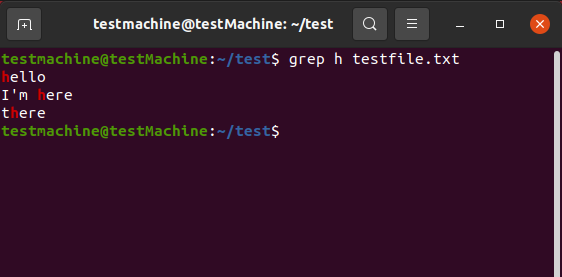 testmachine@testMachine: ~/test
testmachine@testMachine:~/test$ grep h testfile.txt
hello
I'm here
there
testmachine@testMachine:~/test$